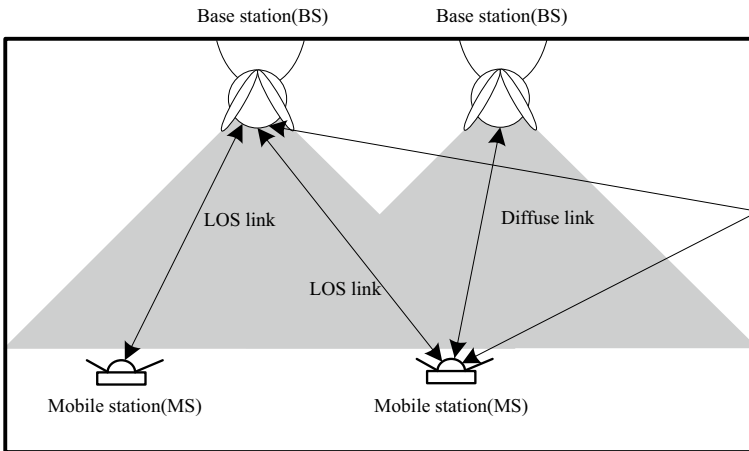 Base station(BS)
Base station(BS)
LOS link
Diffuse link
LOS link
Mobile station(MS)
Mobile station(MS)